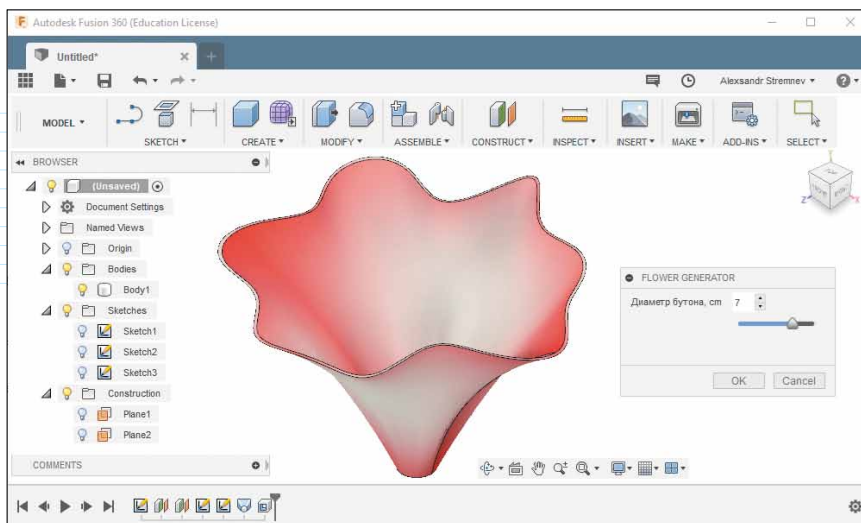 Autodesk Fusion 360 (Education License)
Untitled*
Alexsandr Stremnev
MODEL
SKETCH
CREATE
MODIFY
ASSEMBLE
CONSTRUCT
INSPECT
INSERT
MAKE
ADD-INS
SELECT
BROWSER
(Unsaved)
Document Settings
Named Views
Origin
Bodies
Body1
Sketches
Sketch1
Sketch2
Sketch3
Construction
Plane1
Plane2
Z
X
FLOWER GENERATOR
Диаметр бутона, cm 7
OK Cancel
COMMENTS